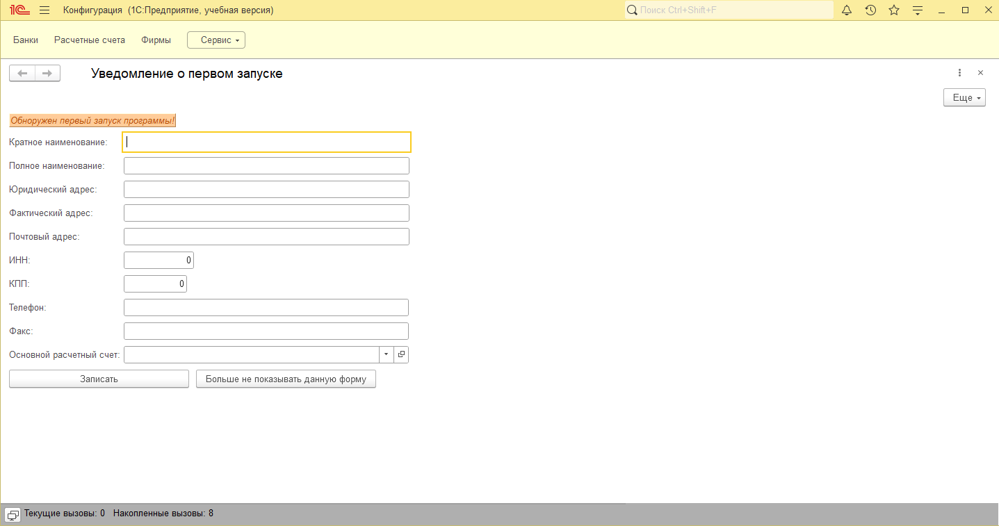 1С Конфигурация (1С:Предприятие, учебная версия) Поиск Ctrl+Shift+F
Банки Расчетные счета Фирмы Сервис
Уведомление о первом запуске
Еще
Обноружен первый запуск программы!
Кратное наименование:
Полное наименование:
Юридический адрес:
Фактический адрес:
Почтовый адрес:
ИНН: 0
КПП: 0
Телефон:
Факс:
Основной расчетный счет:
Записать Больше не показывать данную форму
Текущие вызовы: 0 Накопленные вызовы: 8